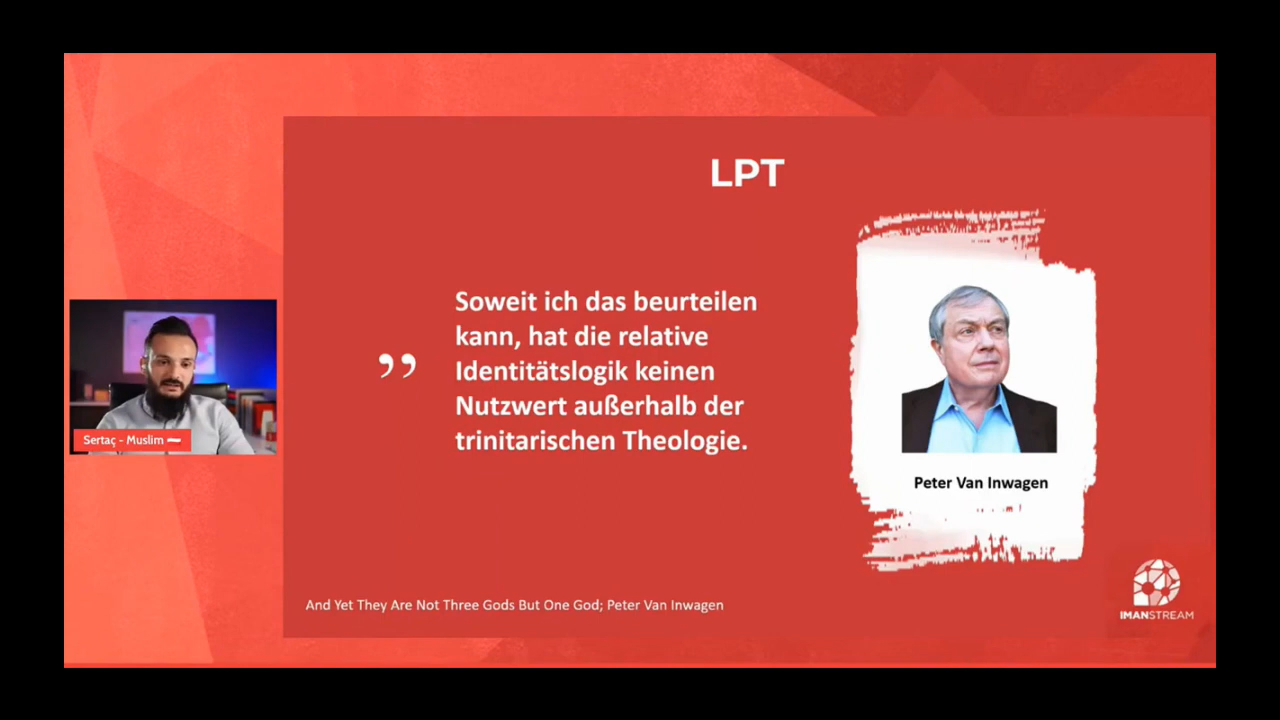 LPT
Soweit ich das beurteilen
kann, hat die relative
Identitätslogik keinen
Nutzwert außerhalb der
trinitarischen Theologie.
”
Peter Van Inwagen
Sertaç - Muslim
And Yet They Are Not Three Gods But One God; Peter Van Inwagen
IMANSTREAM